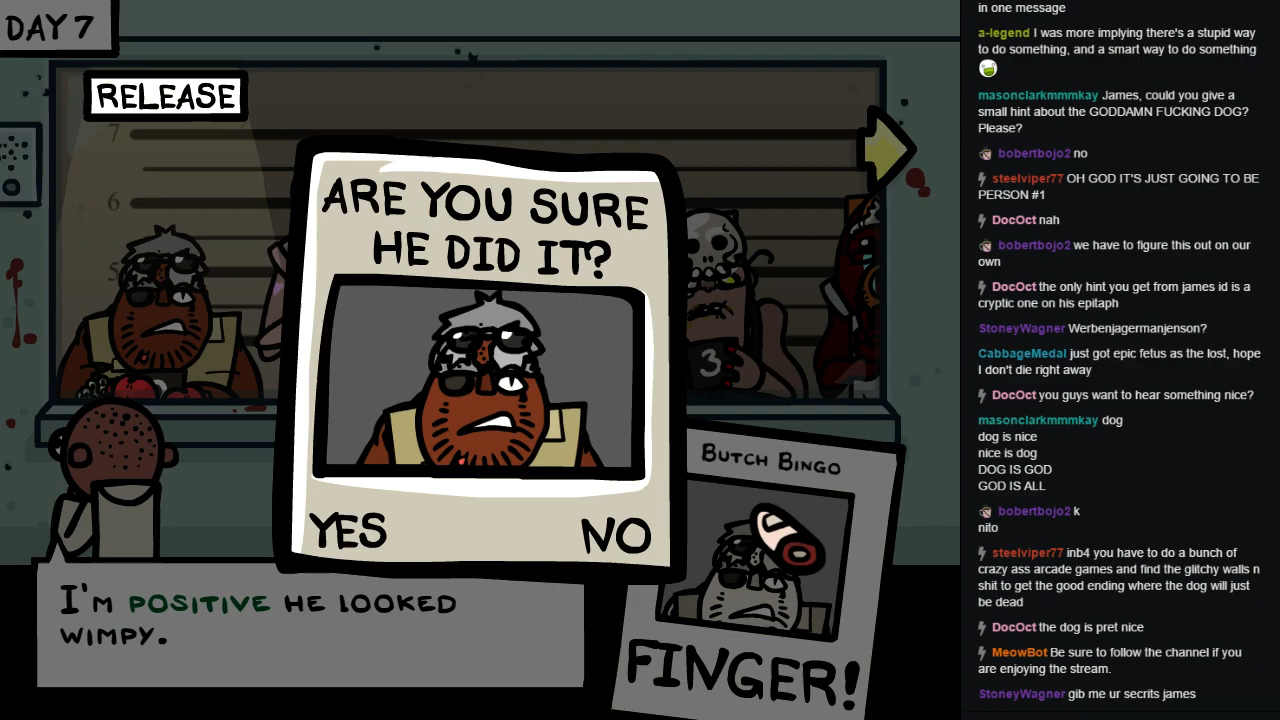 DAY 7
RELEASE
7
6
5
3
ARE YOU SURE
HE DID IT?
YES NO
BUTCH BINGO
FINGER!
I'M POSITIVE HE LOOKED
WIMPY.
in one message
a-legend I was more implying there's a stupid way
to do something, and a smart way to do something
masonclarkmmmkay James, could you give a
small hint about the GODDAMN FUCKING DOG?
Please?
bobertbojo2 no
steelviper77 OH GOD IT'S JUST GOING TO BE
PERSON #1
DocOct nah
bobertbojo2 we have to figure this out on our
own
DocOct the only hint you get from james id is a
cryptic one on his epitaph
StoneyWagner Werbenjagermanjenson?
CabbageMedal just got epic fetus as the lost, hope
I don't die right away
DocOct you guys want to hear something nice?
masonclarkmmmkay dog
dog is nice
nice is dog
DOG IS GOD
GOD IS ALL
bobertbojo2 k
nito
steelviper77 inb4 you have to do a bunch of
crazy ass arcade games and find the glitchy walls n
shit to get the good ending where the dog will just
be dead
DocOct the dog is pret nice
MeowBot Be sure to follow the channel if you
are enjoying the stream.
StoneyWagner gib me ur secrits james